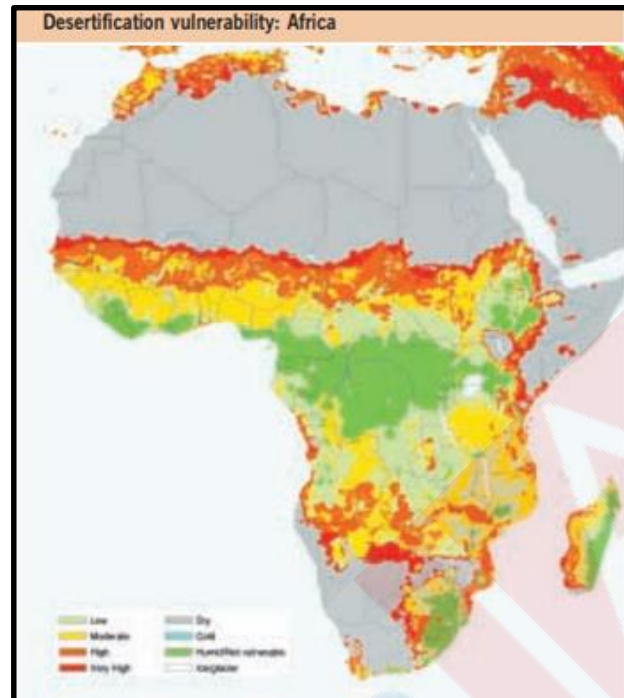 Desertification vulnerability: Africa
Low
Moderate
High
Very High
Dry
Cold
Humid/Not vulnerable
Ice/glacier